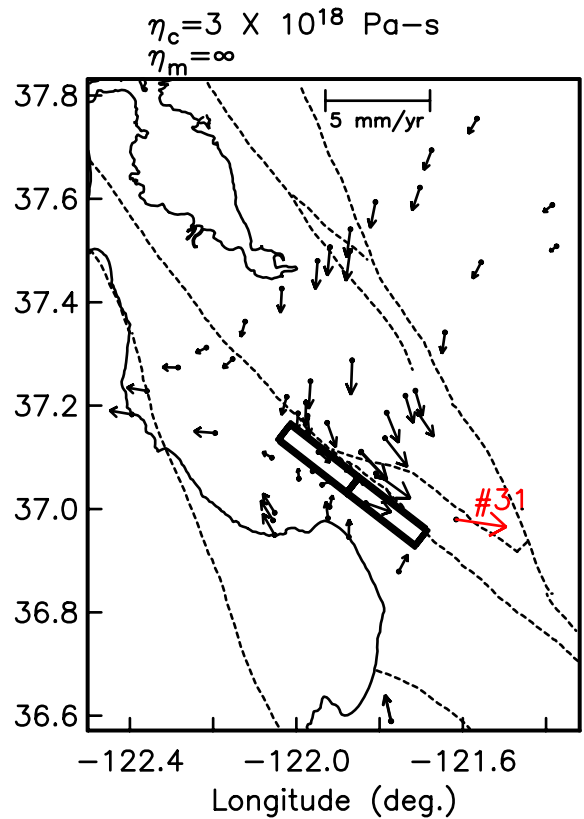 η_c=3 X 10^18 Pa-s
η_m=∞
37.8
5 mm/yr
37.6
37.4
37.2
#31
37.0
36.8
36.6
-122.4 -122.0 -121.6
Longitude (deg.)